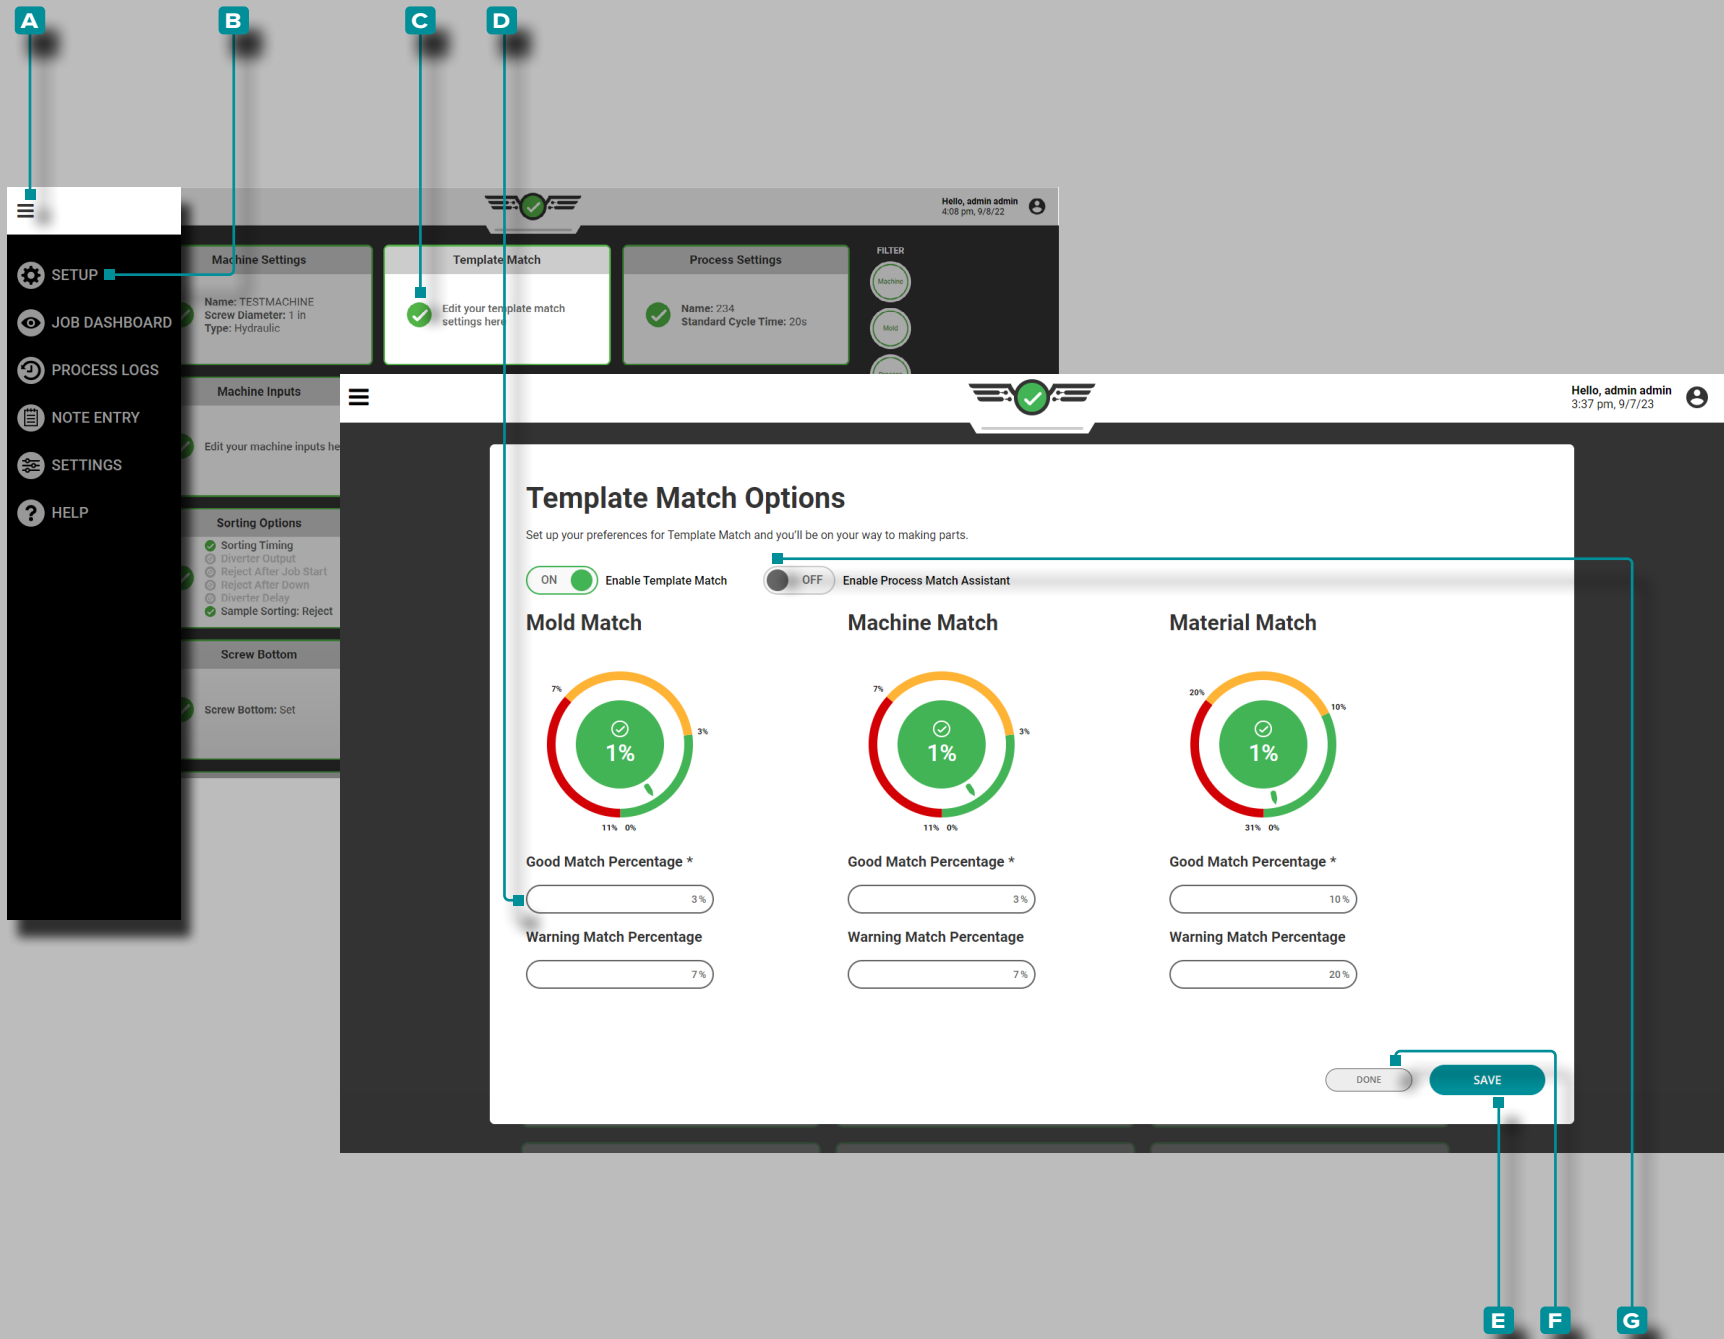 A
B
C
D
Hello, admin admin
4:08 pm, 9/8/22
SETUP
JOB DASHBOARD
PROCESS LOGS
NOTE ENTRY
SETTINGS
HELP
Machine Settings
Name: TESTMACHINE
Screw Diameter: 1 in
Type: Hydraulic
Template Match
Edit your template match
settings here
Process Settings
Name: 234
Standard Cycle Time: 20s
FILTER
Machine
Mold
Machine Inputs
Edit your machine inputs he
Sorting Options
Sorting Timing
Diverter Output
Reject After Job Start
Reject After Down
Diverter Delay
Sample Sorting: Reject
Screw Bottom
Screw Bottom: Set
Hello, admin admin
3:37 pm, 9/7/23
Template Match Options
Set up your preferences for Template Match and you'll be on your way to making parts.
ON Enable Template Match
OFF Enable Process Match Assistant
Mold Match
7%
3%
1%
11% 0%
Good Match Percentage *
3%
Warning Match Percentage
7%
Machine Match
7%
3%
1%
11% 0%
Good Match Percentage *
3%
Warning Match Percentage
7%
Material Match
20%
10%
1%
31% 0%
Good Match Percentage *
10%
Warning Match Percentage
20%
DONE
SAVE
E
F
G